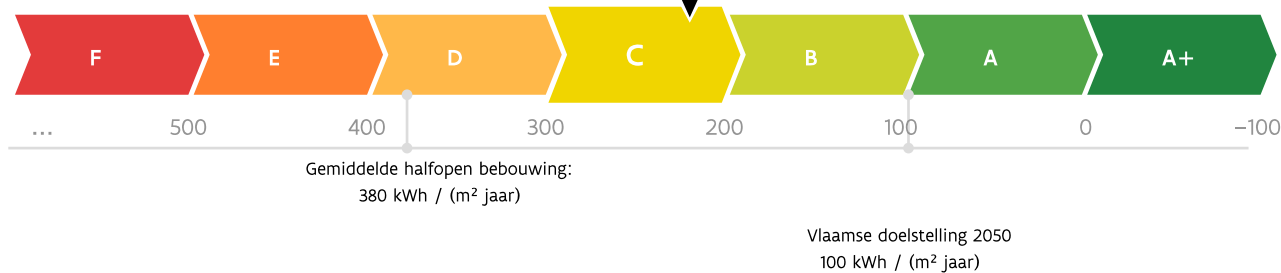 F E D C B A A+
... 500 400 300 200 100 0 −100
Gemiddelde halfopen bebouwing:
380 kWh / (m² jaar)
Vlaamse doelstelling 2050
100 kWh / (m² jaar)